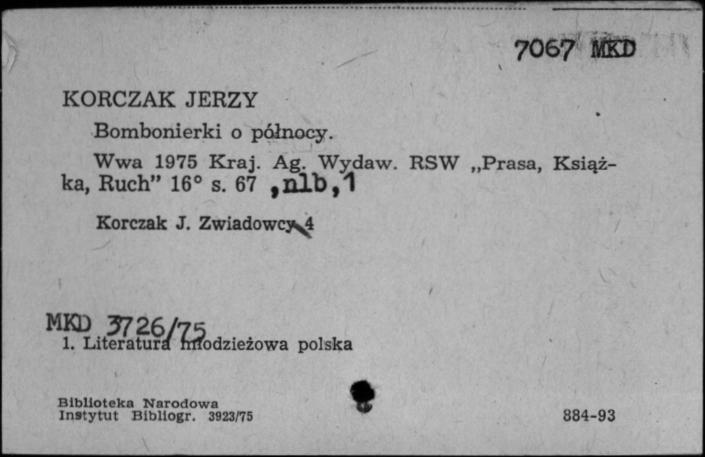 7067 MKD
KORCZAK JERZY
Bombonierki o północy.
Wwa 1975 Kraj. Ag. Wydaw. RSW „Prasa, Książ-
ka, Ruch” 16° s. 67 ,nlb,1
Korczak J. Zwiadowcy 4
MKD 3726/75
1. Literatura młodzieżowa polska
Biblioteka Narodowa
Instytut Bibliogr. 3923/75
884-93